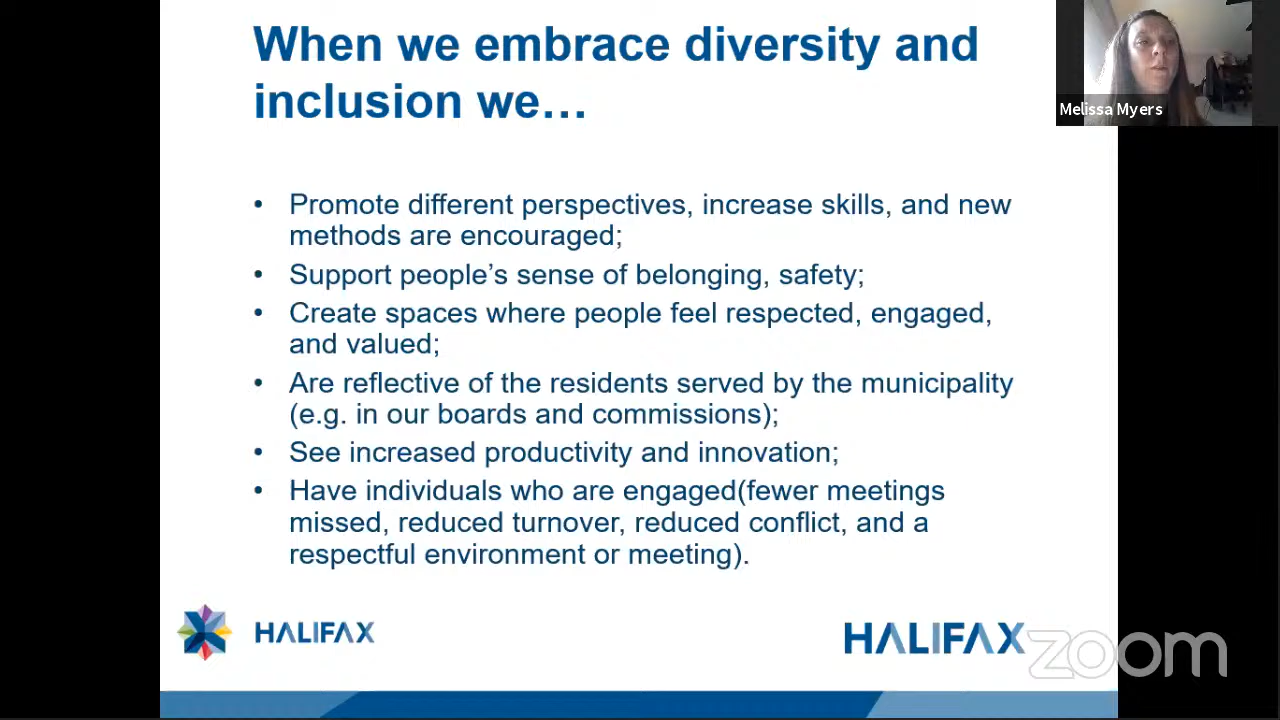 When we embrace diversity and
inclusion we…
Melissa Myers
• Promote different perspectives, increase skills, and new
methods are encouraged;
• Support people’s sense of belonging, safety;
• Create spaces where people feel respected, engaged,
and valued;
• Are reflective of the residents served by the municipality
(e.g. in our boards and commissions);
• See increased productivity and innovation;
• Have individuals who are engaged(fewer meetings
missed, reduced turnover, reduced conflict, and a
respectful environment or meeting).
HALIFAX
HALIFAX
zoom